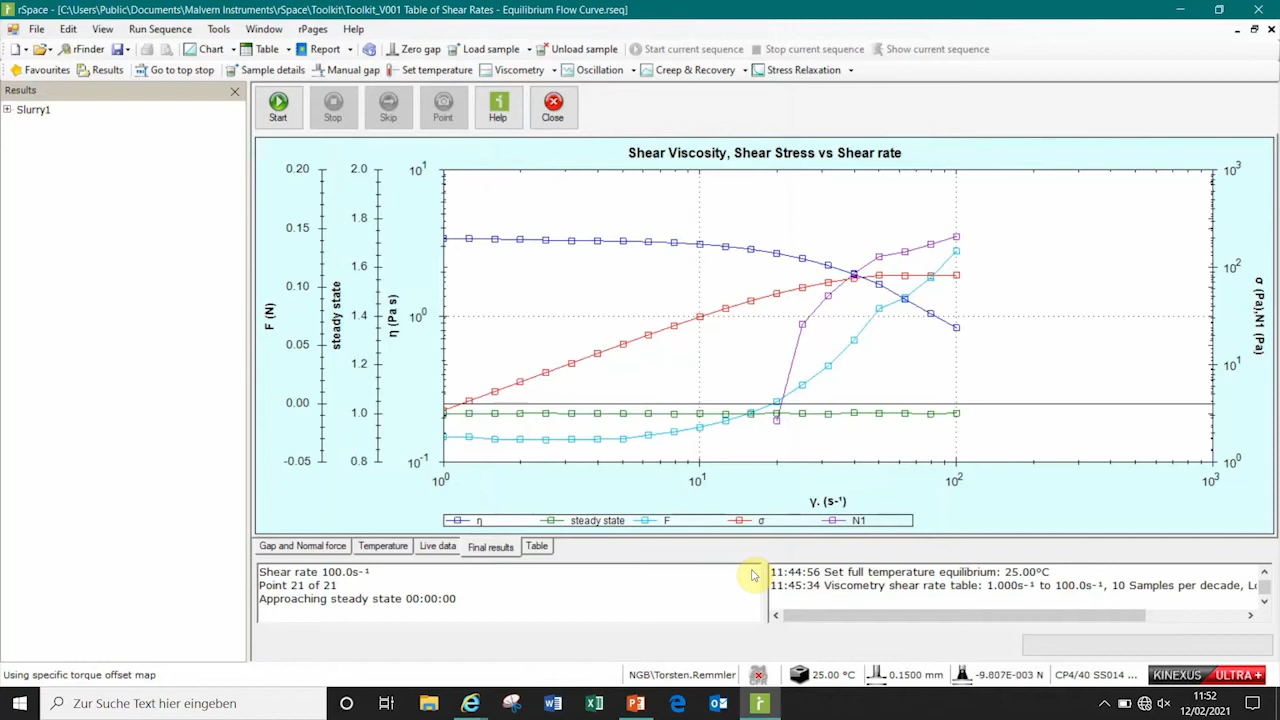 rSpace - [C:\Users\Public\Documents\Malvern Instruments\rSpace\Toolkit\Toolkit_V001 Table of Shear Rates - Equilibrium Flow Curve.rseq]
File Edit View Run Sequence Tools Window rPages Help
rFinder Chart Table Report Zero gap Load sample Unload sample Start current sequence Stop current sequence Show current sequence
Favourites Results Go to top stop Sample details Manual gap Set temperature Viscometry Oscillation Creep & Recovery Stress Relaxation
Results
Slurry1
Start Stop Skip Point Help Close
Shear Viscosity, Shear Stress vs Shear rate
0.20 2.0 10¹ 10³
1.8
0.15
0.10 1.6 10²
F (N) steady state η (Pa s) σ (Pa),N1 (Pa)
1.4 10⁰
0.05
1.2 10¹
0.00 1.0
-0.05 0.8 10⁻¹ 10⁰
10⁰ 10¹ 10² 10³
γ. (s-¹)
η steady state F σ N1
Gap and Normal force Temperature Live data Final results Table
Shear rate 100.0s-¹
Point 21 of 21
Approaching steady state 00:00:00
11:44:56 Set full temperature equilibrium: 25.00°C
11:45:34 Viscometry shear rate table: 1.000s-¹ to 100.0s-¹, 10 Samples per decade, Lo
Using specific torque offset map NGB\Torsten.Remmler 25.00 °C 0.1500 mm -9.807E-003 N CP4/40 SS014 ... KINEXUS ULTRA+
Zur Suche Text hier eingeben
11:52
12/02/2021